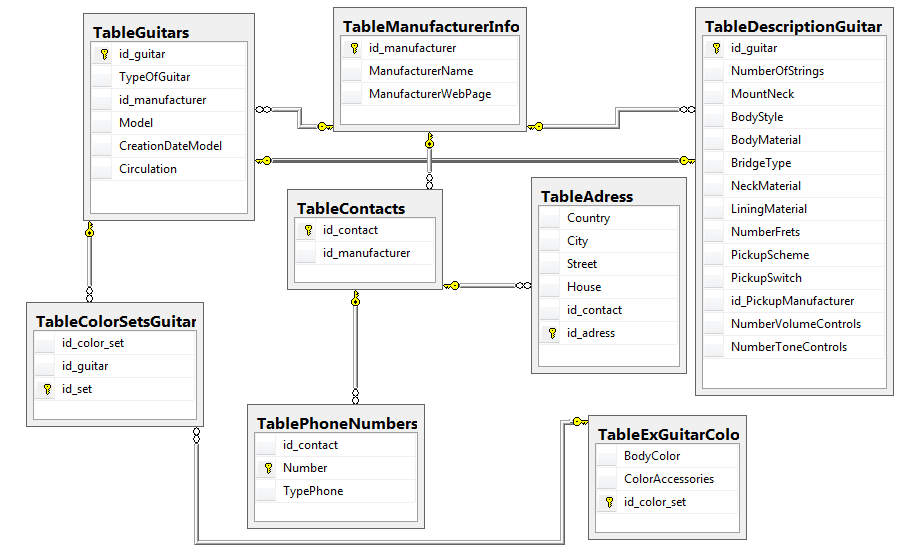 TableGuitars
id_guitar
TypeOfGuitar
id_manufacturer
Model
CreationDateModel
Circulation
TableManufacturerInfo
id_manufacturer
ManufacturerName
ManufacturerWebPage
TableDescriptionGuitar
id_guitar
NumberOfStrings
MountNeck
BodyStyle
BodyMaterial
BridgeType
NeckMaterial
LiningMaterial
NumberFrets
PickupScheme
PickupSwitch
id_PickupManufacturer
NumberVolumeControls
NumberToneControls
TableContacts
id_contact
id_manufacturer
TableAdress
Country
City
Street
House
id_contact
id_adress
TableColorSetsGuitar
id_color_set
id_guitar
id_set
TablePhoneNumbers
id_contact
Number
TypePhone
TableExGuitarColo
BodyColor
ColorAccessories
id_color_set